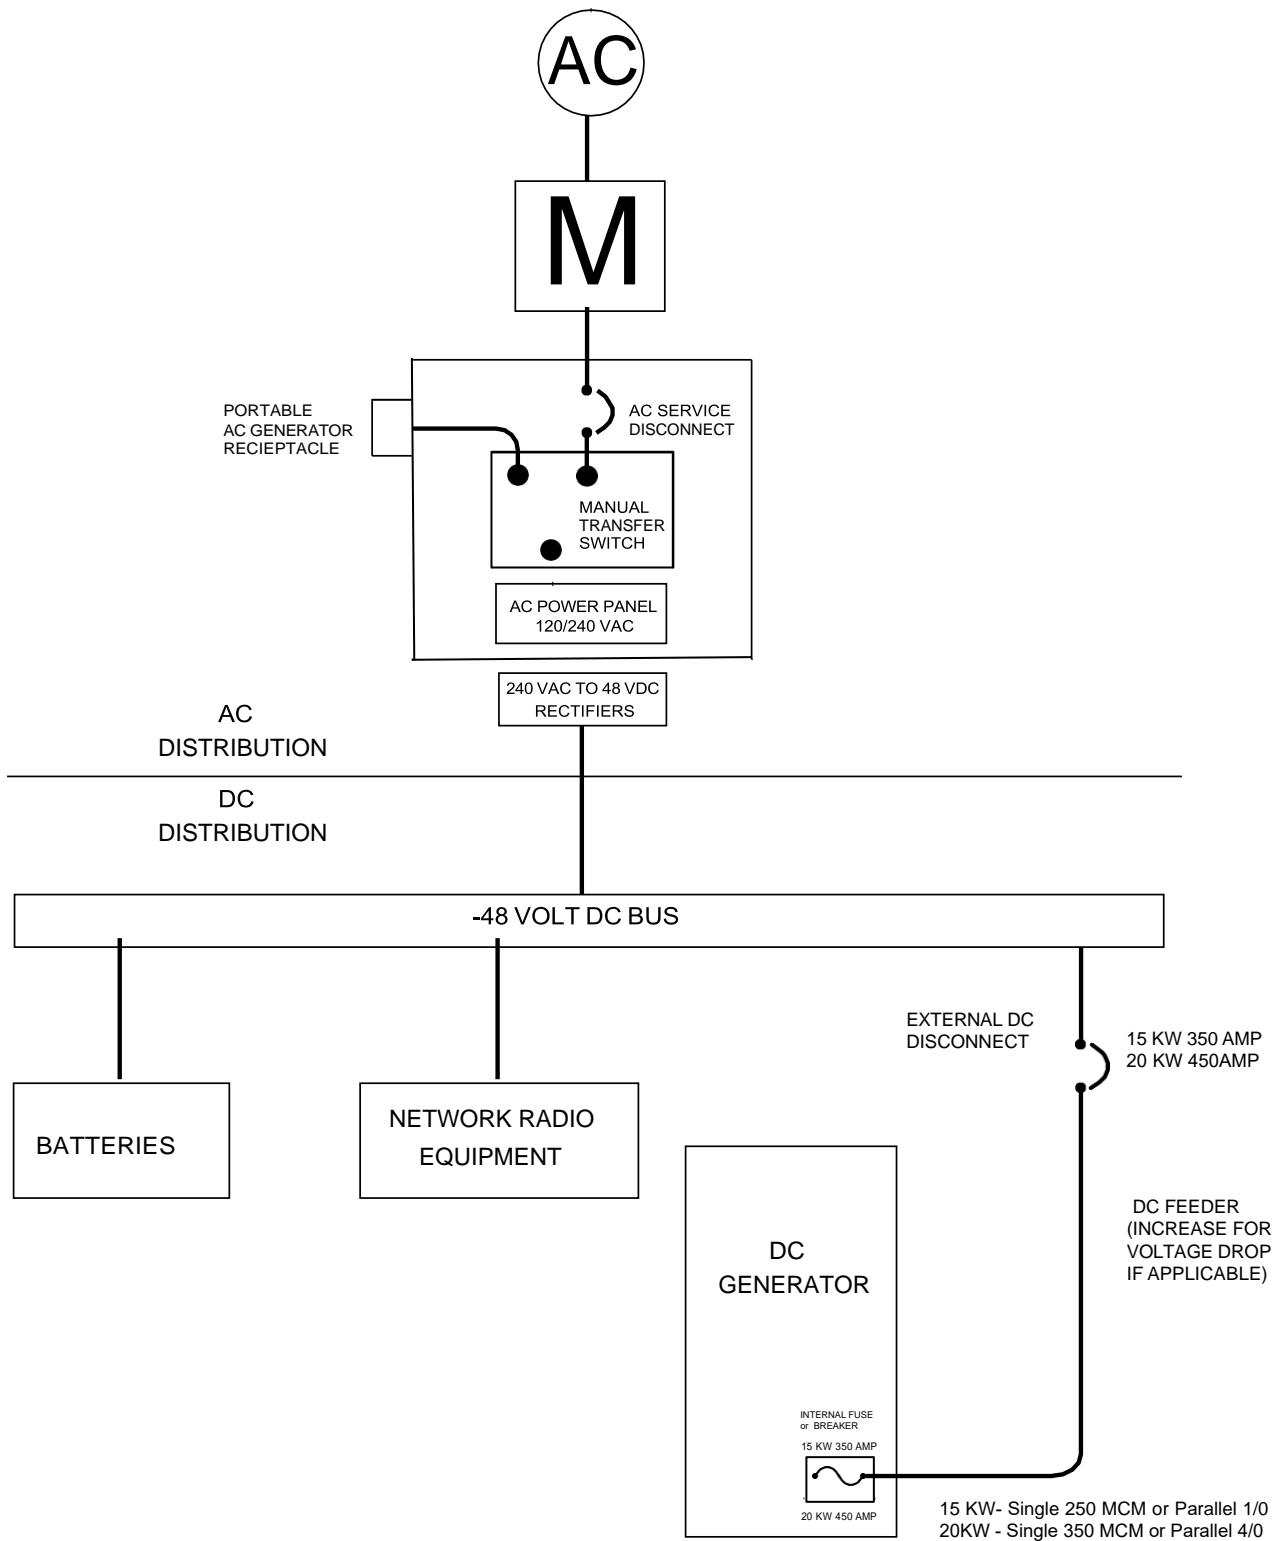 AC
M
PORTABLE
AC GENERATOR
RECIEPTACLE
AC SERVICE
DISCONNECT
MANUAL
TRANSFER
SWITCH
AC POWER PANEL
120/240 VAC
240 VAC TO 48 VDC
RECTIFIERS
AC
DISTRIBUTION
DC
DISTRIBUTION
-48 VOLT DC BUS
EXTERNAL DC
DISCONNECT
15 KW 350 AMP
20 KW 450AMP
BATTERIES
NETWORK RADIO
EQUIPMENT
DC FEEDER
(INCREASE FOR
VOLTAGE DROP
IF APPLICABLE)
DC
GENERATOR
INTERNAL FUSE
or BREAKER
15 KW 350 AMP
20 KW 450 AMP
15 KW- Single 250 MCM or Parallel 1/0
20KW - Single 350 MCM or Parallel 4/0